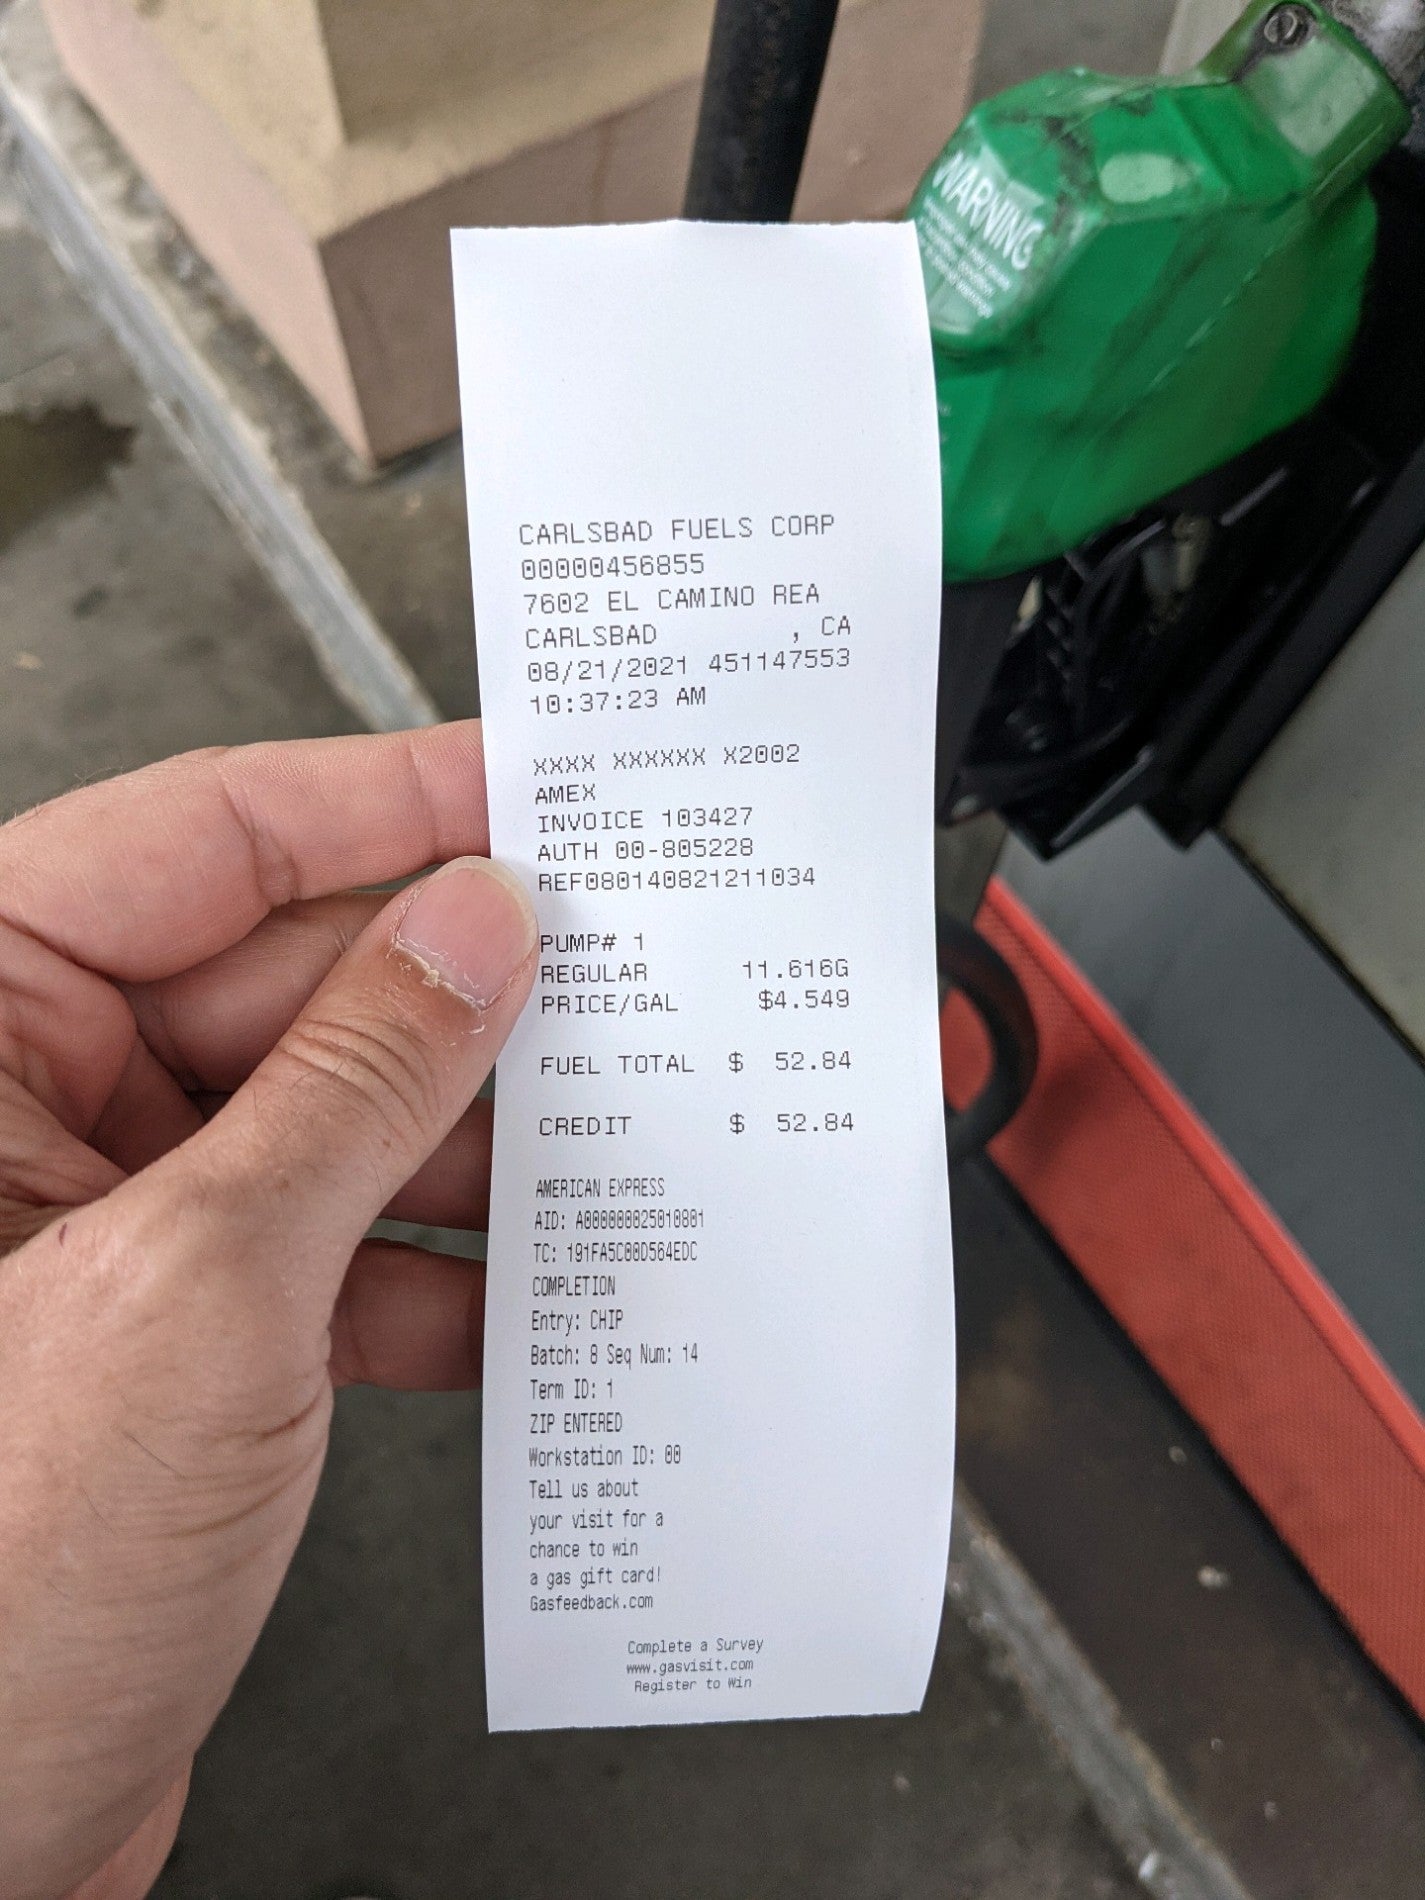 WARNING
CARLSBAD FUELS CORP
00000456855
7602 EL CAMINO REA
CARLSBAD , CA
08/21/2021 451147553
10:37:23 AM
XXXX XXXXXX X2002
AMEX
INVOICE 103427
AUTH 00-805228
REF080140821211034
PUMP# 1
REGULAR 11.616G
PRICE/GAL $4.549
FUEL TOTAL $ 52.84
CREDIT $ 52.84
AMERICAN EXPRESS
AID: A000000025010801
TC: 191FA5C00D564EDC
COMPLETION
Entry: CHIP
Batch: 8 Seq Num: 14
Term ID: 1
ZIP ENTERED
Workstation ID: 00
Tell us about
your visit for a
chance to win
a gas gift card!
Gasfeedback.com
Complete a Survey
www.gasvisit.com
Register to Win